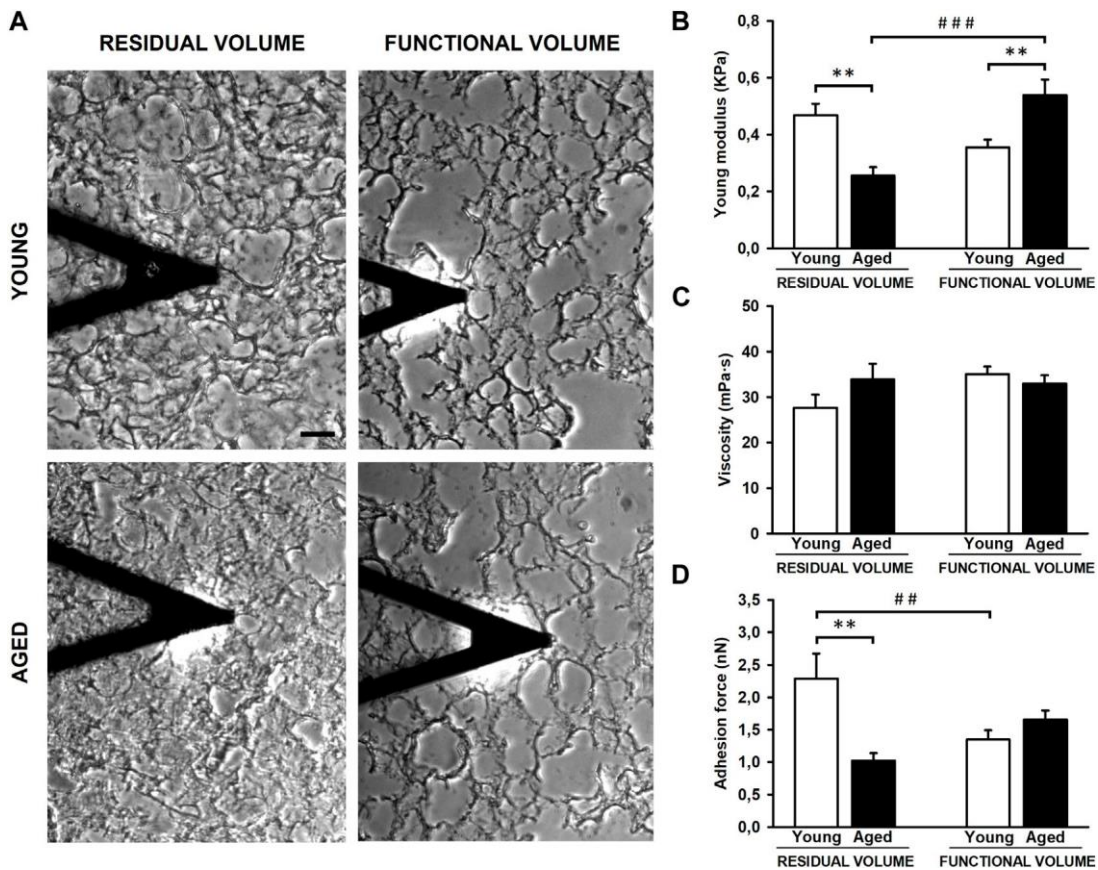 A
RESIDUAL VOLUME
FUNCTIONAL VOLUME
YOUNG
AGED
B
Young modulus (KPa)
0,8
0,6
0,4
0,2
0,0
###
**
**
Young Aged Young Aged
RESIDUAL VOLUME FUNCTIONAL VOLUME
C
Viscosity (mPa·s)
50
40
30
20
10
0
Young Aged Young Aged
RESIDUAL VOLUME FUNCTIONAL VOLUME
D
Adhesion force (nN)
3,5
3,0
2,5
2,0
1,5
1,0
0,5
0,0
##
**
Young Aged Young Aged
RESIDUAL VOLUME FUNCTIONAL VOLUME